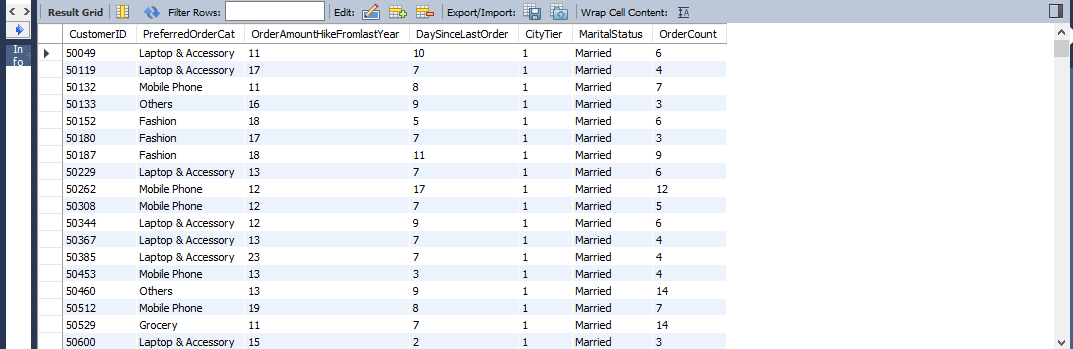 Result Grid Filter Rows: Edit: Export/Import: Wrap Cell Content:
In
fo
CustomerID PreferredOrderCat OrderAmountHikeFromlastYear DaySinceLastOrder CityTier MaritalStatus OrderCount
50049 Laptop & Accessory 11 10 1 Married 6
50119 Laptop & Accessory 17 7 1 Married 4
50132 Mobile Phone 11 8 1 Married 7
50133 Others 16 9 1 Married 3
50152 Fashion 18 5 1 Married 6
50180 Fashion 17 7 1 Married 3
50187 Fashion 18 11 1 Married 9
50229 Laptop & Accessory 13 7 1 Married 6
50262 Mobile Phone 12 17 1 Married 12
50308 Mobile Phone 12 7 1 Married 5
50344 Laptop & Accessory 12 9 1 Married 6
50367 Laptop & Accessory 13 7 1 Married 4
50385 Laptop & Accessory 23 7 1 Married 4
50453 Mobile Phone 13 3 1 Married 4
50460 Others 13 9 1 Married 14
50512 Mobile Phone 19 8 1 Married 7
50529 Grocery 11 7 1 Married 14
50600 Laptop & Accessory 15 2 1 Married 3